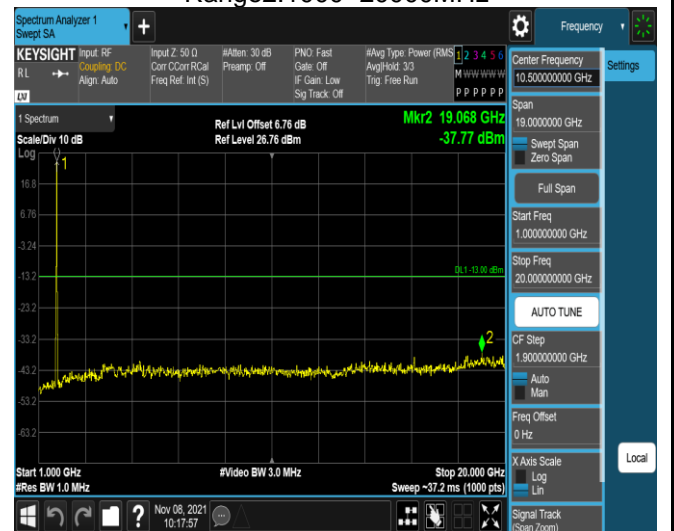 Range2:1000~20000MHz
Spectrum Analyzer 1
Swept SA
Frequency
KEYSIGHT
RL
LXI
Input: RF
Coupling: DC
Align: Auto
Input Z: 50 Ω
Corr CCorr RCal
Freq Ref: Int (S)
#Atten: 30 dB
Preamp: Off
PNO: Fast
Gate: Off
IF Gain: Low
Sig Track: Off
#Avg Type: Power (RMS
Avg|Hold: 3/3
Trig: Free Run
1 2 3 4 5 6
M W W W W W
P P P P P P
1 Spectrum
Scale/Div 10 dB
Log
Ref Lvl Offset 6.76 dB
Ref Level 26.76 dBm
Mkr2 19.068 GHz
-37.77 dBm
1
16.8
6.76
-3.24
-13.2
DL1 -13.00 dBm
-23.2
-33.2
2
-43.2
-53.2
-63.2
Start 1.000 GHz
#Res BW 1.0 MHz
#Video BW 3.0 MHz
Stop 20.000 GHz
Sweep ~37.2 ms (1000 pts)
Nov 08, 2021
10:17:57
Center Frequency
10.500000000 GHz
Settings
Span
19.0000000 GHz
Swept Span
Zero Span
Full Span
Start Freq
1.000000000 GHz
Stop Freq
20.000000000 GHz
AUTO TUNE
CF Step
1.900000000 GHz
Auto
Man
Freq Offset
0 Hz
X Axis Scale
Log
Lin
Local
Signal Track
(Span Zoom)